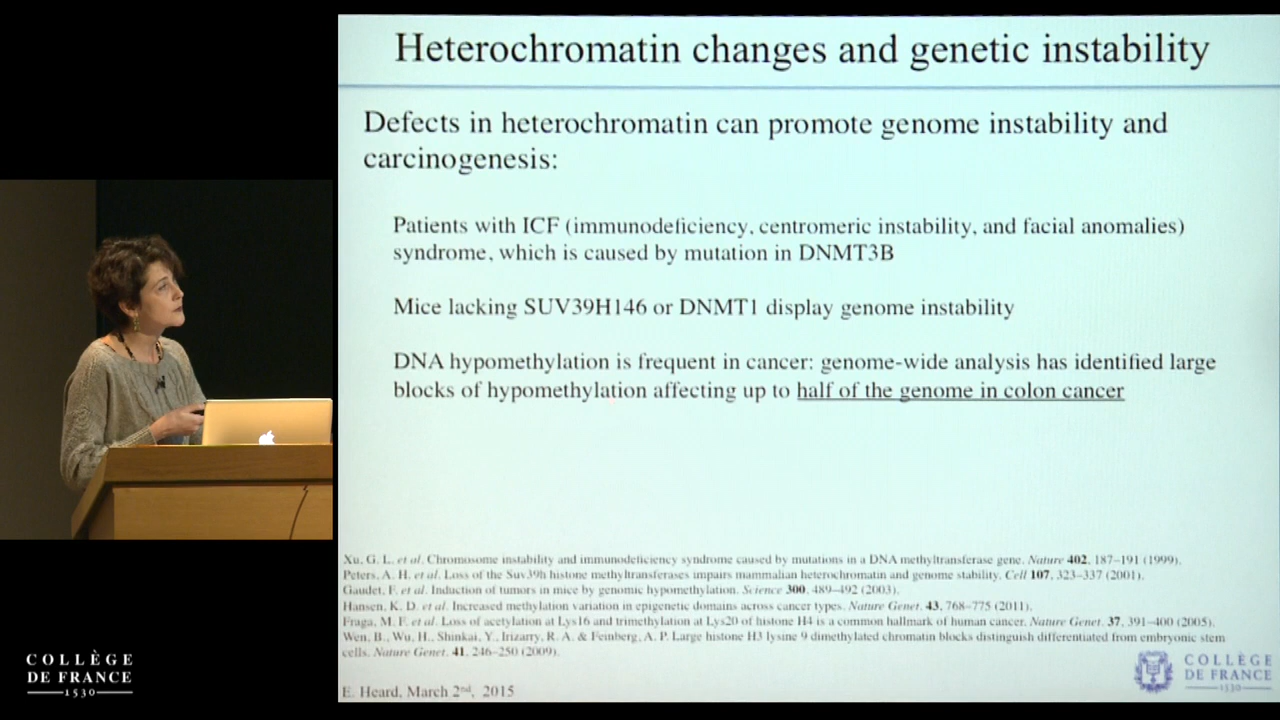 Heterochromatin changes and genetic instability
Defects in heterochromatin can promote genome instability and
carcinogenesis:
Patients with ICF (immunodeficiency, centromeric instability, and facial anomalies)
syndrome, which is caused by mutation in DNMT3B
Mice lacking SUV39H146 or DNMT1 display genome instability
DNA hypomethylation is frequent in cancer: genome-wide analysis has identified large
blocks of hypomethylation affecting up to half of the genome in colon cancer
Xu, G. L. et al. Chromosome instability and immunodeficiency syndrome caused by mutations in a DNA methyltransferase gene. Nature 402, 187–191 (1999).
Peters, A. H. et al. Loss of the Suv39h histone methyltransferases impairs mammalian heterochromatin and genome stability. Cell 107, 323–337 (2001).
Gaudet, F. et al. Induction of tumors in mice by genomic hypomethylation. Science 300, 489–492 (2003).
Hansen, K. D. et al. Increased methylation variation in epigenetic domains across cancer types. Nature Genet. 43, 768–775 (2011).
Fraga, M. F. et al. Loss of acetylation at Lys16 and trimethylation at Lys20 of histone H4 is a common hallmark of human cancer. Nature Genet. 37, 391–400 (2005).
Wen, B., Wu, H., Shinkai, Y., Irizarry, R. A. & Feinberg, A. P. Large histone H3 lysine 9 dimethylated chromatin blocks distinguish differentiated from embryonic stem
cells. Nature Genet. 41, 246–250 (2009).
E. Heard, March 2nd, 2015
COLLÈGE
DE FRANCE
1530
COLLÈGE
DE FRANCE
1530